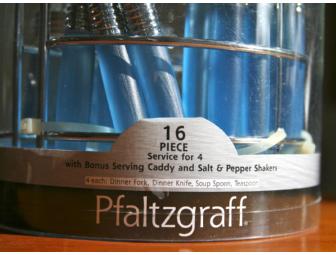 16
PIECE
Service for 4
with Bonus Serving Caddy and Salt & Pepper Shakers
4 each: Dinner Fork, Dinner Knife, Soup Spoon, Teaspoon
Pfaltzgraff